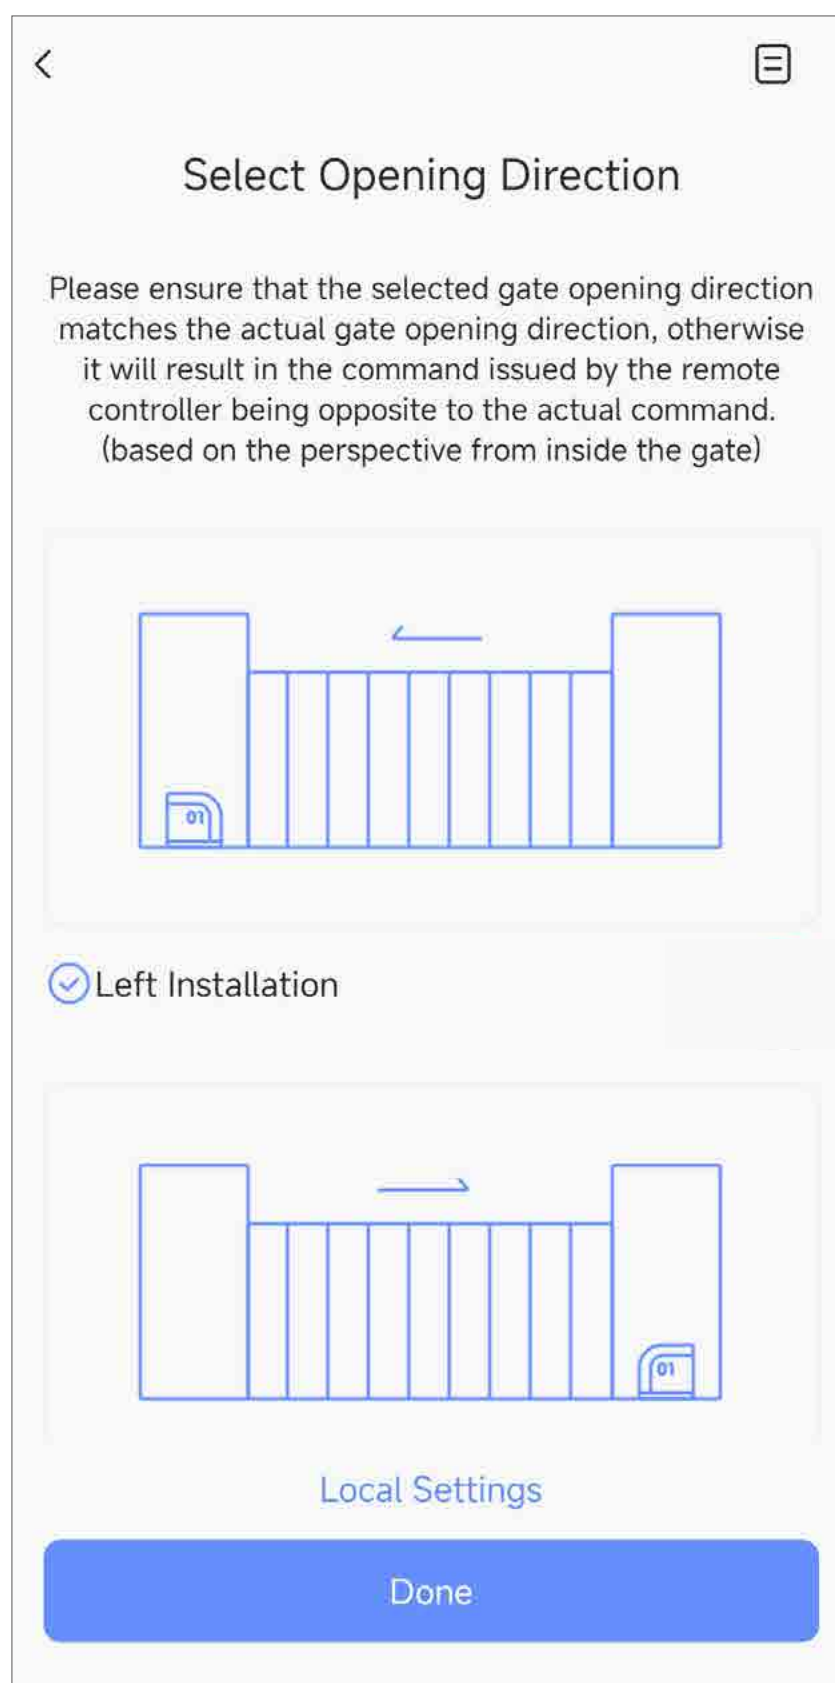 Select Opening Direction
Please ensure that the selected gate opening direction
matches the actual gate opening direction, otherwise
it will result in the command issued by the remote
controller being opposite to the actual command.
(based on the perspective from inside the gate)
01
Left Installation
01
Local Settings
Done